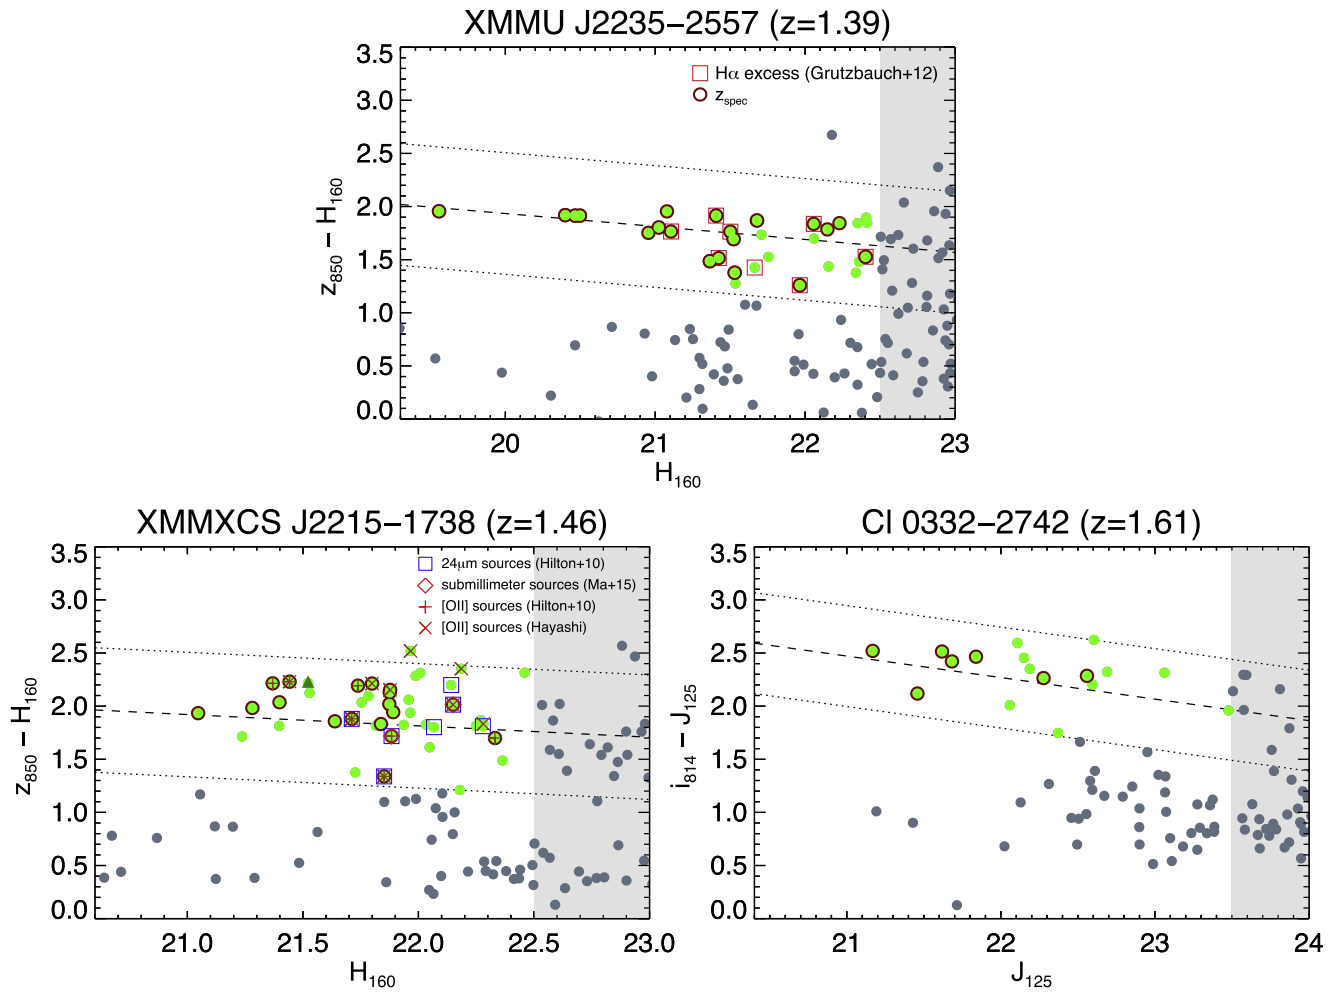 XMMU J2235−2557 (z=1.39)
3.5
3.0
2.5
2.0
1.5
1.0
0.5
0.0
z850 − H160
Hα excess (Grutzbauch+12)
zspec
20 21 22 23
H160
XMMXCS J2215−1738 (z=1.46)
3.5
3.0
2.5
2.0
1.5
1.0
0.5
0.0
z850 − H160
24μm sources (Hilton+10)
submillimeter sources (Ma+15)
[OII] sources (Hilton+10)
[OII] sources (Hayashi)
21.0 21.5 22.0 22.5 23.0
H160
Cl 0332−2742 (z=1.61)
3.5
3.0
2.5
2.0
1.5
1.0
0.5
0.0
i814 − J125
21 22 23 24
J125